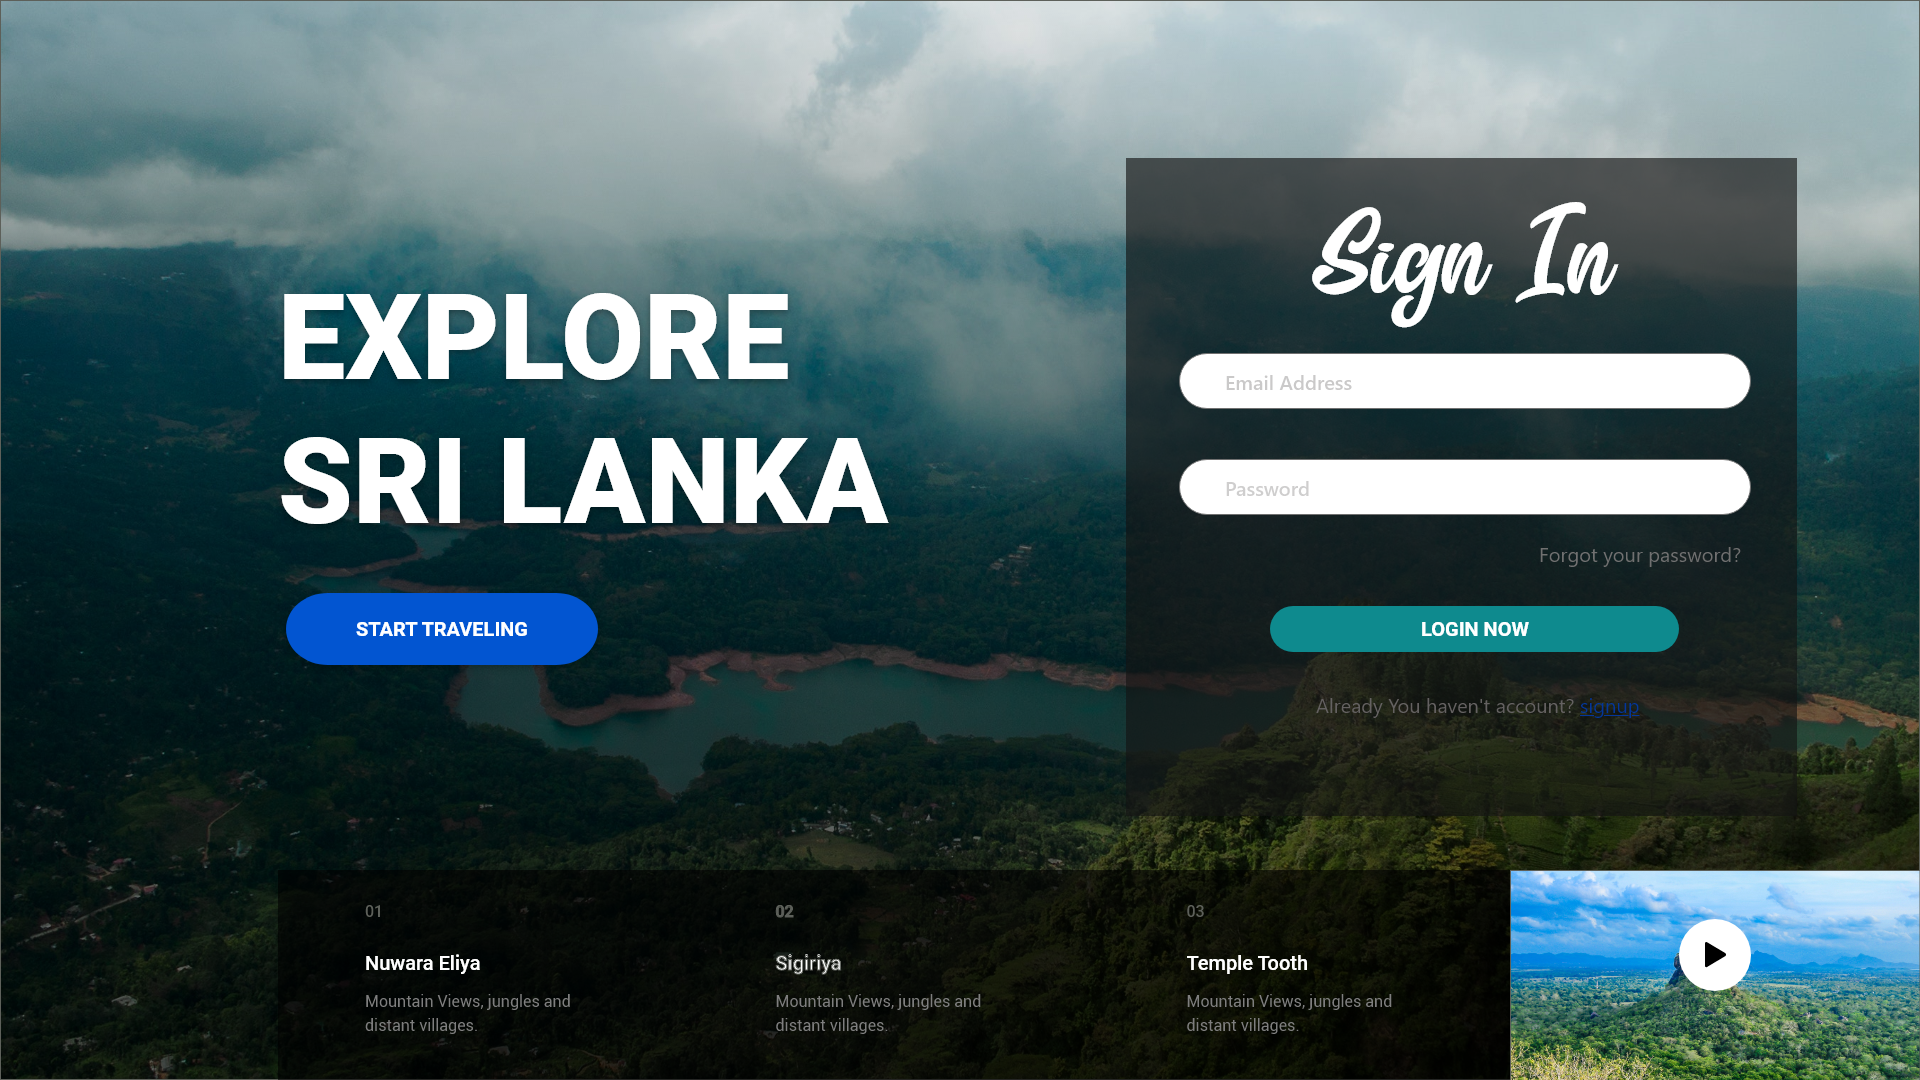 EXPLORE
SRI LANKA
START TRAVELING
Sign In
Email Address
Password
Forgot your password?
LOGIN NOW
Already You haven't account? signup
01
Nuwara Eliya
Mountain Views, jungles and
distant villages.
02
Sigiriya
Mountain Views, jungles and
distant villages.
03
Temple Tooth
Mountain Views, jungles and
distant villages.